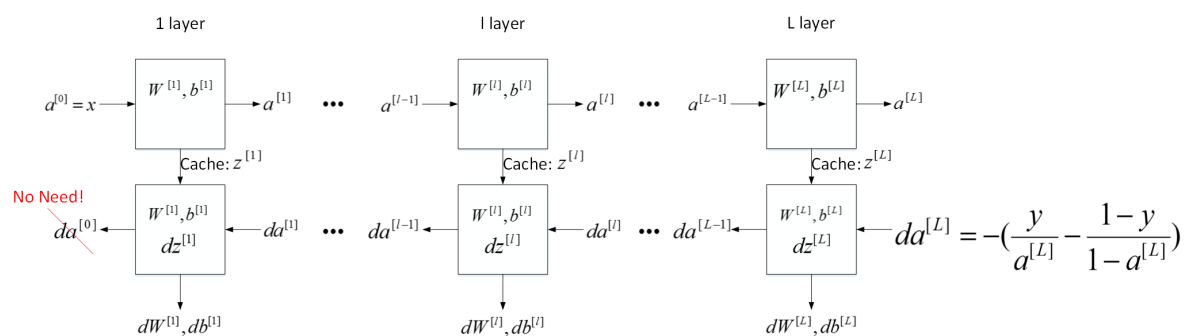 1 layer l layer L layer
W^[1], b^[1] W^[l], b^[l] W^[L], b^[L]
a^[0] = x a^[1] ••• a^[l−1] a^[l] ••• a^[L−1] a^[L]
Cache: z^[1] Cache: z^[l] Cache: z^[L]
No Need!
W^[1], b^[1] W^[l], b^[l] W^[L], b^[L]
da^[0] dz^[1] da^[1] ••• da^[l−1] dz^[l] da^[l] ••• da^[L−1] dz^[L] da^[L] = −(y/a^[L] − (1−y)/(1−a^[L]))
dW^[1], db^[1] dW^[l], db^[l] dW^[L], db^[L]